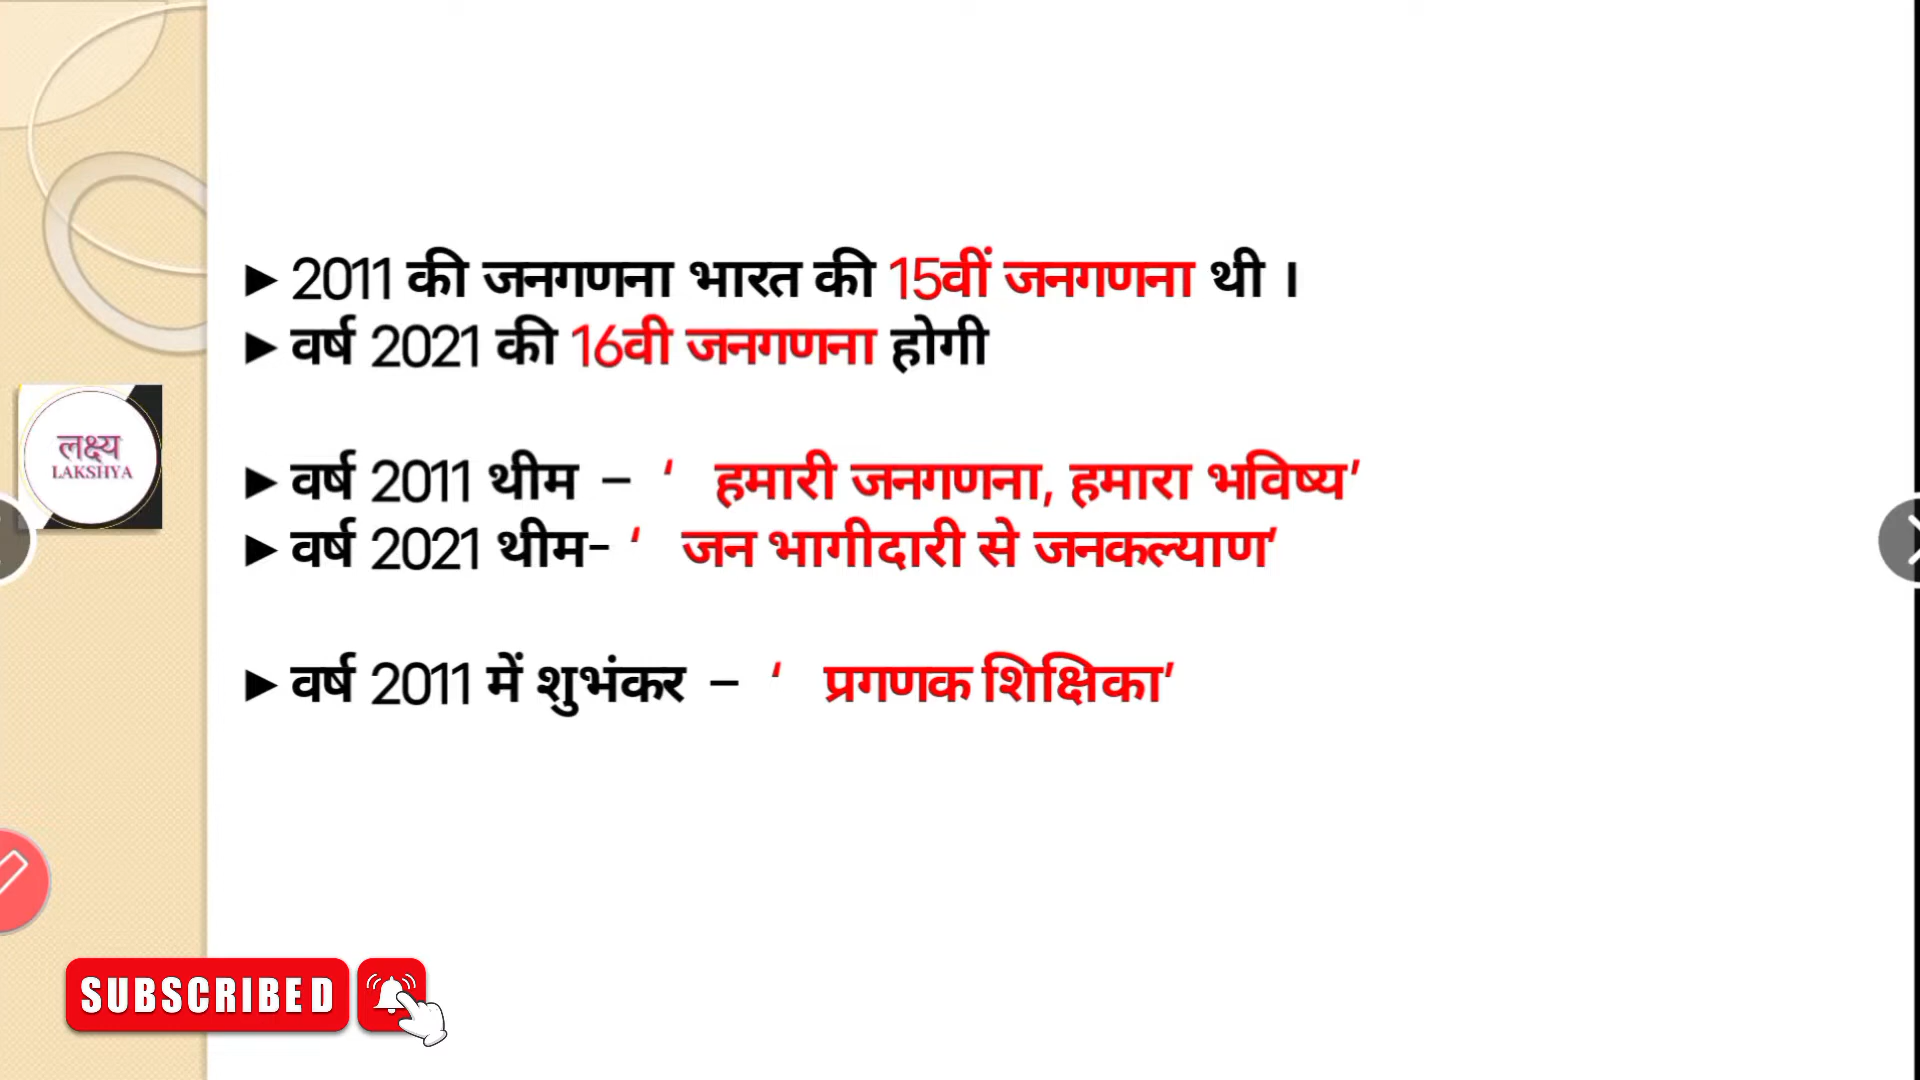 ► 2011 की जनगणना भारत की 15वीं जनगणना थी ।
► वर्ष 2021 की 16वी जनगणना होगी
► वर्ष 2011 थीम – ‘ हमारी जनगणना, हमारा भविष्य’
► वर्ष 2021 थीम- ‘ जन भागीदारी से जनकल्याण’
► वर्ष 2011 में शुभंकर – ‘ प्रगणक शिक्षिका’
लक्ष्य
LAKSHYA
SUBSCRIBED